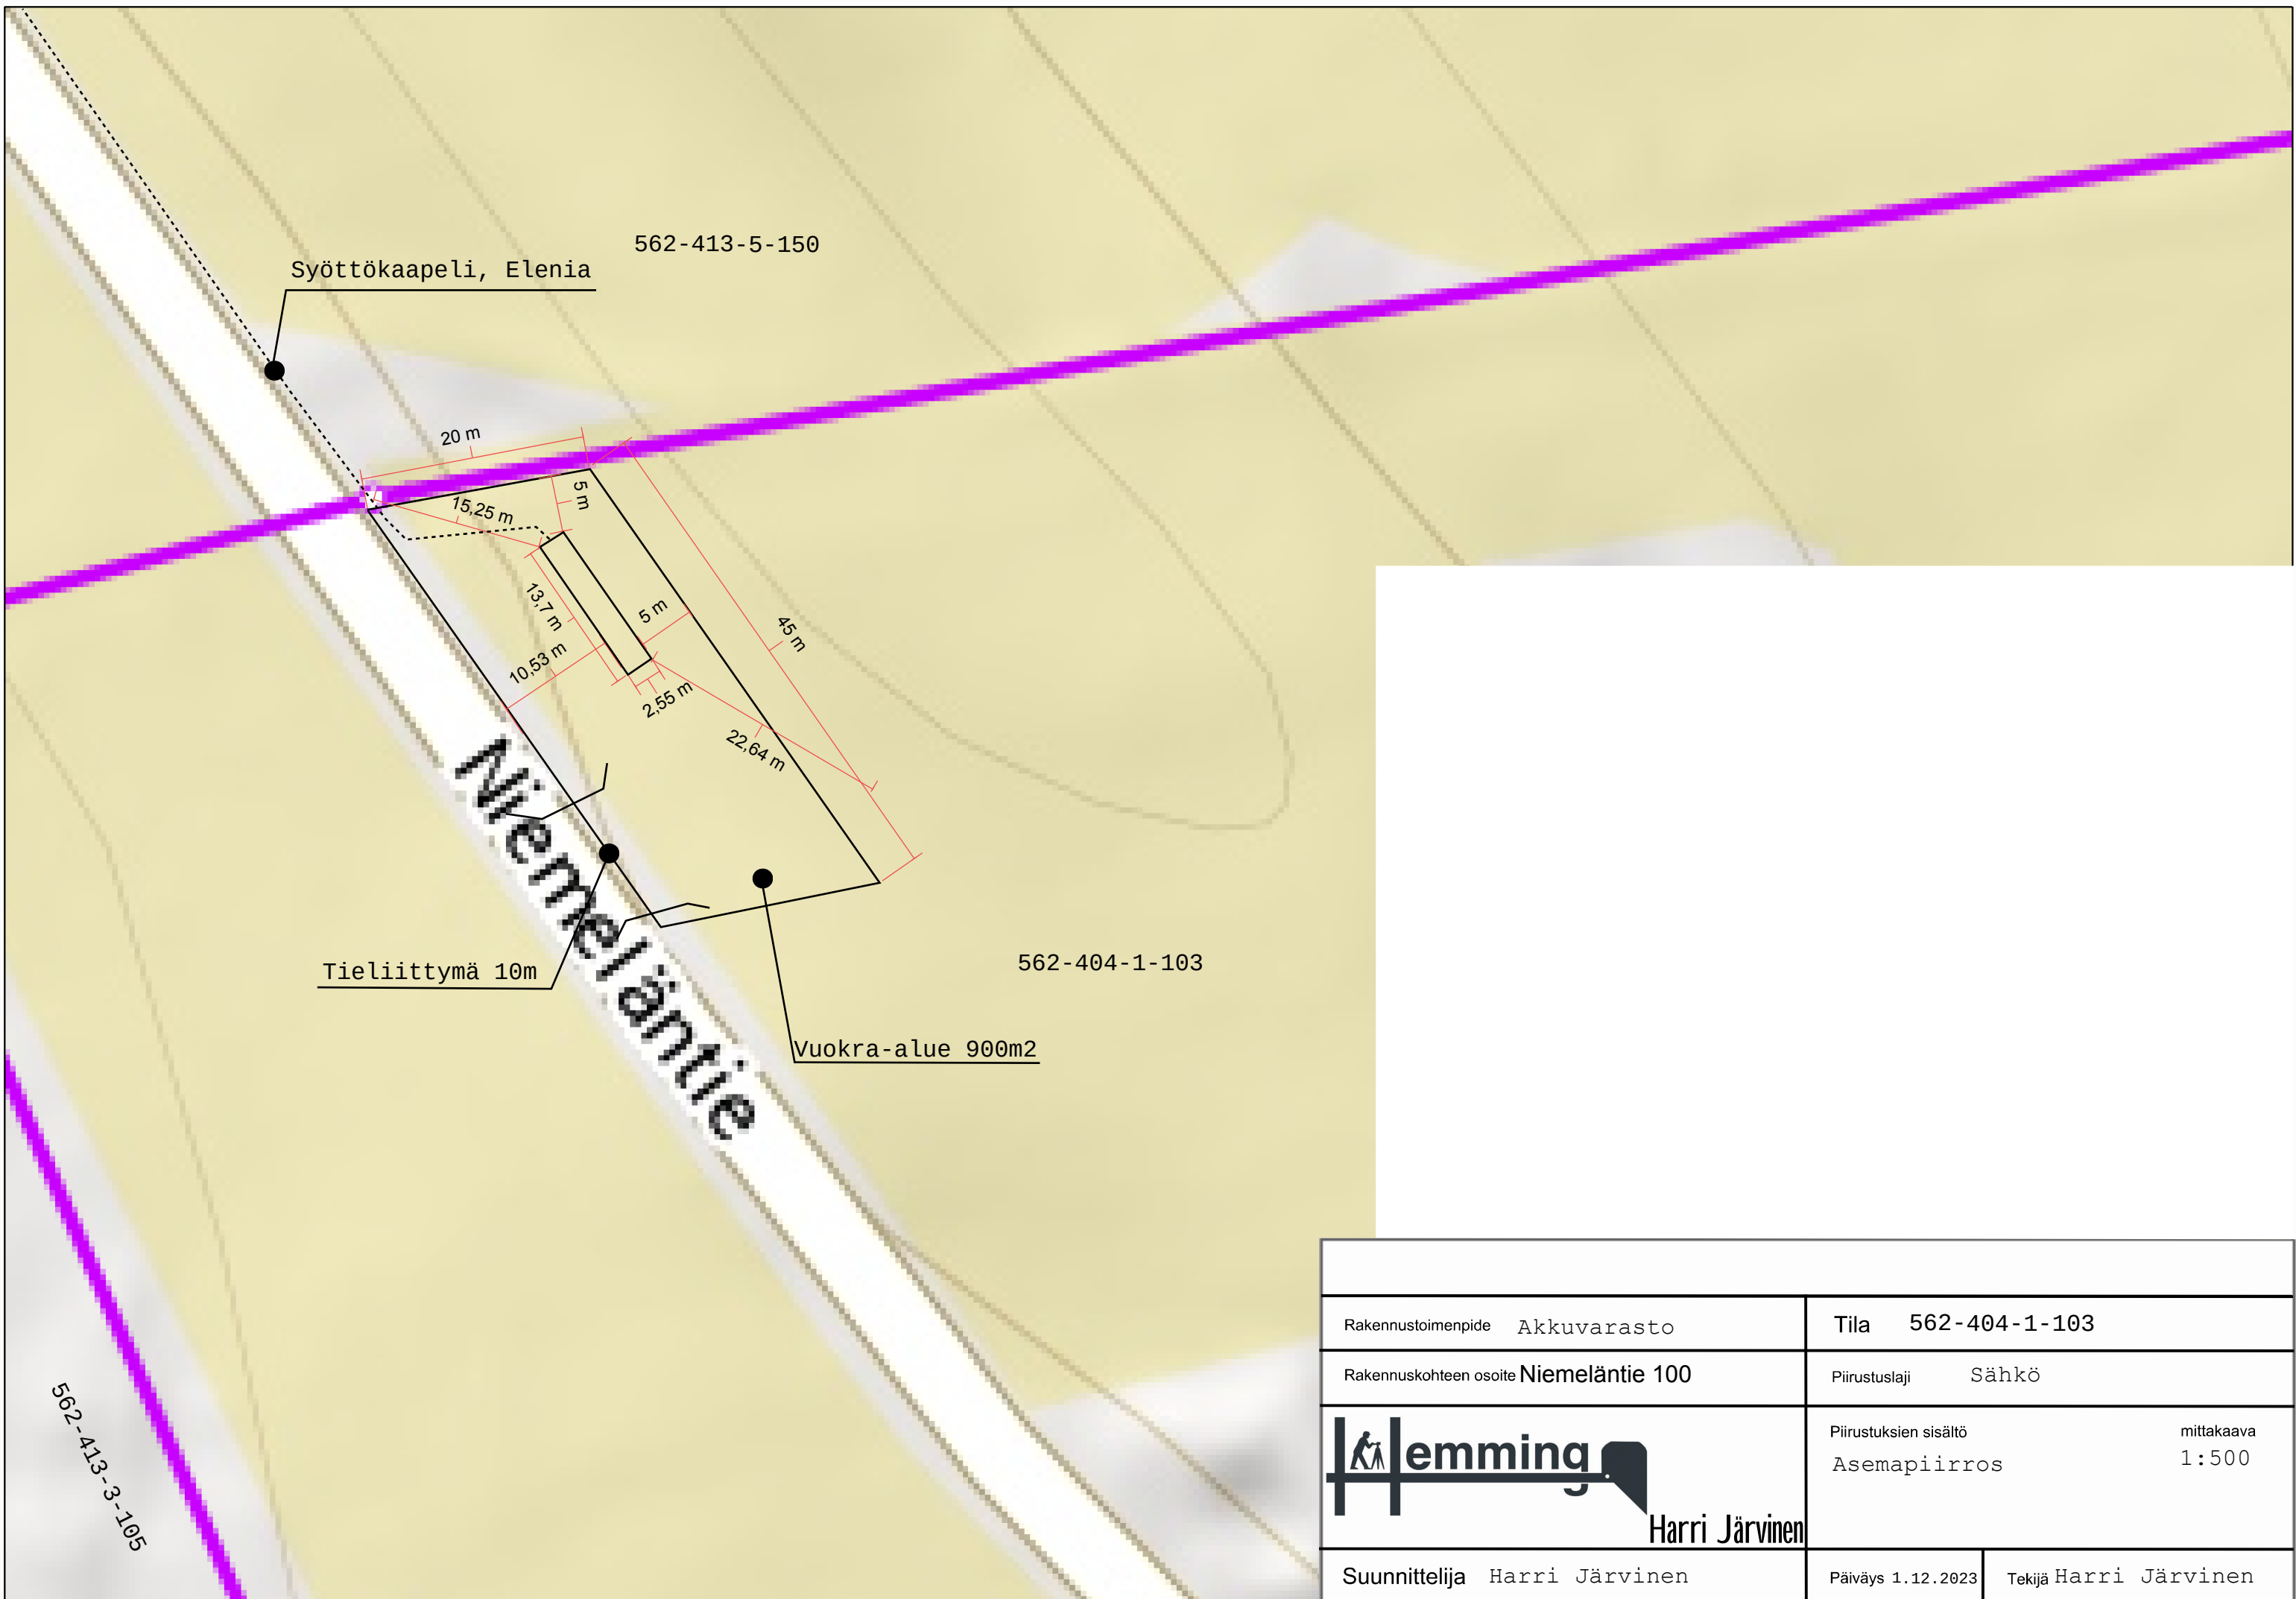 562-413-5-150
Syöttökaapeli, Elenia
20 m
5 m
15,25 m
13,7 m
5 m
45 m
10,53 m
2,55 m
22,64 m
Niemeläntie
Tieliittymä 10m
562-404-1-103
Vuokra-alue 900m2
562-413-3-105
Rakennustoimenpide Akkuvarasto
Tila 562-404-1-103
Rakennuskohteen osoite Niemeläntie 100
Piirustuslaji Sähkö
Hemming
Harri Järvinen
Piirustuksien sisältö
mittakaava
Asemapiirros
1:500
Suunnittelija Harri Järvinen
Päiväys 1.12.2023
Tekijä Harri Järvinen